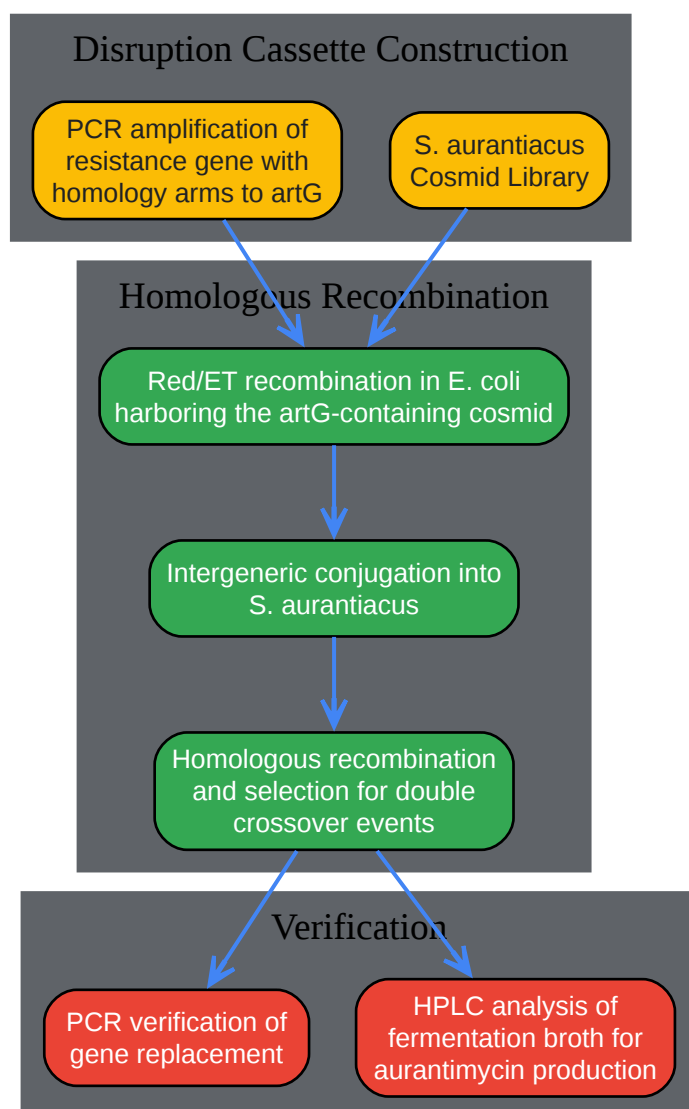 Disruption Cassette Construction
PCR amplification of
resistance gene with
homology arms to artG
S. aurantiacus
Cosmid Library
Homologous Recombination
Red/ET recombination in E. coli
harboring the artG-containing cosmid
Intergeneric conjugation into
S. aurantiacus
Homologous recombination
and selection for double
crossover events
Verification
PCR verification of
gene replacement
HPLC analysis of
fermentation broth for
aurantimycin production